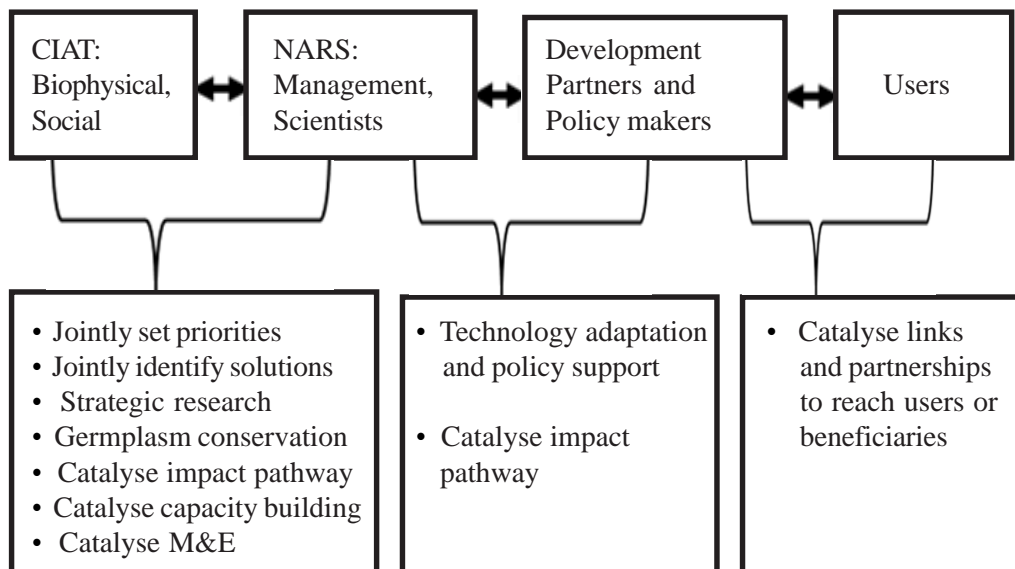 CIAT:
Biophysical,
Social
NARS:
Management,
Scientists
Development
Partners and
Policy makers
Users
• Jointly set priorities
• Jointly identify solutions
• Strategic research
• Germplasm conservation
• Catalyse impact pathway
• Catalyse capacity building
• Catalyse M&E
• Technology adaptation
and policy support
• Catalyse impact
pathway
• Catalyse links
and partnerships
to reach users or
beneficiaries